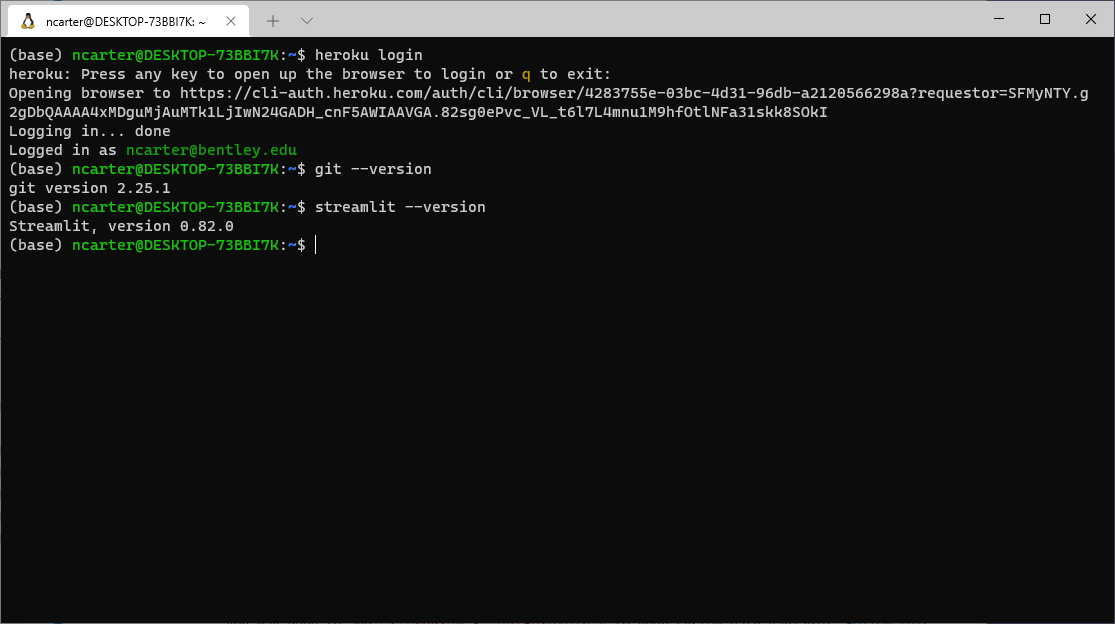 ncarter@DESKTOP-73BBI7K: ~
(base) ncarter@DESKTOP-73BBI7K:~$ heroku login
heroku: Press any key to open up the browser to login or q to exit:
Opening browser to https://cli-auth.heroku.com/auth/cli/browser/4283755e-03bc-4d31-96db-a2120566298a?requestor=SFMyNTY.g
2gDbQAAAA4xMDguMjAuMTk1LjIwN24GADH_cnF5AWIAAVGA.82sg0ePvc_VL_t6l7L4mnu1M9hfOtlNFa31skk8SOkI
Logging in... done
Logged in as ncarter@bentley.edu
(base) ncarter@DESKTOP-73BBI7K:~$ git --version
git version 2.25.1
(base) ncarter@DESKTOP-73BBI7K:~$ streamlit --version
Streamlit, version 0.82.0
(base) ncarter@DESKTOP-73BBI7K:~$